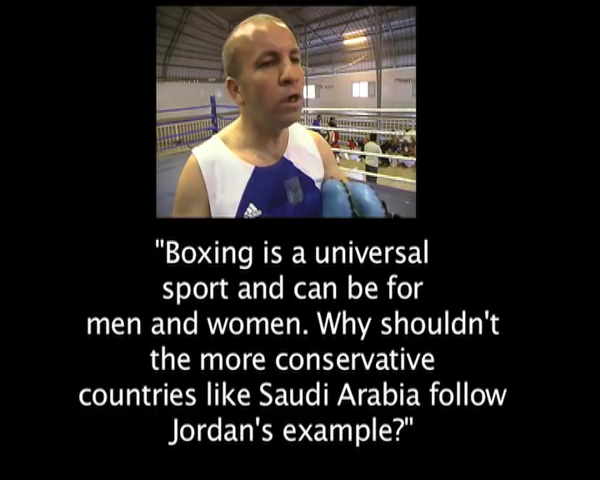 "Boxing is a universal
sport and can be for
men and women. Why shouldn't
the more conservative
countries like Saudi Arabia follow
Jordan's example?"